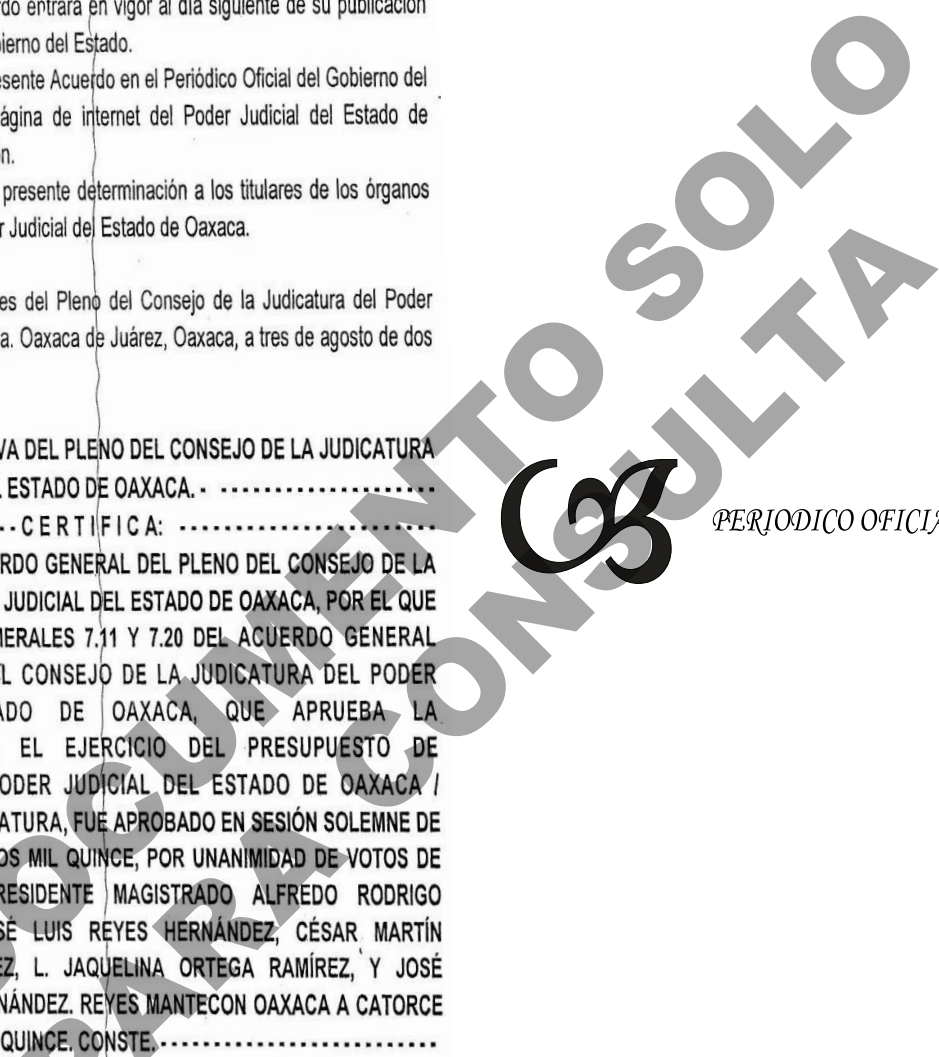 do entrará en vigor al día siguiente de su publicación
ierno del Estado.
esente Acuerdo en el Periódico Oficial del Gobierno del
ágina de internet del Poder Judicial del Estado de
n.
presente determinación a los titulares de los órganos
r Judicial del Estado de Oaxaca.
es del Pleno del Consejo de la Judicatura del Poder
a. Oaxaca de Juárez, Oaxaca, a tres de agosto de dos
VA DEL PLENO DEL CONSEJO DE LA JUDICATURA
L ESTADO DE OAXACA. - - - - - - - - - - - - - - - - - - - - -
- - C E R T I F I C A: - - - - - - - - - - - - - - - - - - - - - - - -
RDO GENERAL DEL PLENO DEL CONSEJO DE LA
JUDICIAL DEL ESTADO DE OAXACA, POR EL QUE
MERALES 7.11 Y 7.20 DEL ACUERDO GENERAL
EL CONSEJO DE LA JUDICATURA DEL PODER
ADO DE OAXACA, QUE APRUEBA LA
EL EJERCICIO DEL PRESUPUESTO DE
ODER JUDICIAL DEL ESTADO DE OAXACA /
ATURA, FUE APROBADO EN SESIÓN SOLEMNE DE
OS MIL QUINCE, POR UNANIMIDAD DE VOTOS DE
RESIDENTE MAGISTRADO ALFREDO RODRIGO
SÉ LUIS REYES HERNÁNDEZ, CÉSAR MARTÍN
EZ, L. JAQUELINA ORTEGA RAMÍREZ, Y JOSÉ
NÁNDEZ. REYES MANTECON OAXACA A CATORCE
QUINCE. CONSTE. - - - - - - - - - - - - - - - - - - - - - - - - - -
PERIODICO OFICIA
DOCUMENTO SOLO
PARA CONSULTA